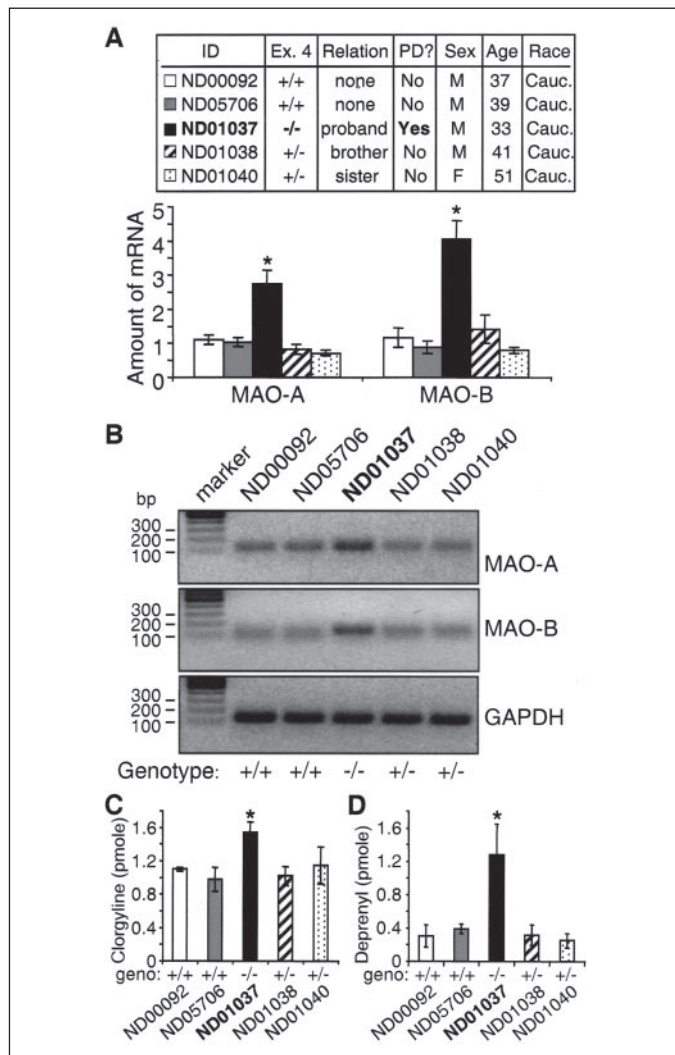 A
ID Ex. 4 Relation PD? Sex Age Race
ND00092 +/+ none No M 37 Cauc.
ND05706 +/+ none No M 39 Cauc.
ND01037 -/- proband Yes M 33 Cauc.
ND01038 +/- brother No M 41 Cauc.
ND01040 +/- sister No F 51 Cauc.
Amount of mRNA
5
4
3
2
1
0
*
*
MAO-A MAO-B
B
marker ND00092 ND05706 ND01037 ND01038 ND01040
bp
300
200
100
MAO-A
300
200
100
MAO-B
300
200
100
GAPDH
Genotype: +/+ +/+ -/- +/- +/-
C
Clorgyline (pmole)
1.6
1.2
0.8
0.4
0
*
geno: +/+ +/+ -/- +/- +/-
ND00092 ND05706 ND01037 ND01038 ND01040
D
Deprenyl (pmole)
1.6
1.2
0.8
0.4
0
*
geno: +/+ +/+ -/- +/- +/-
ND00092 ND05706 ND01037 ND01038 ND01040